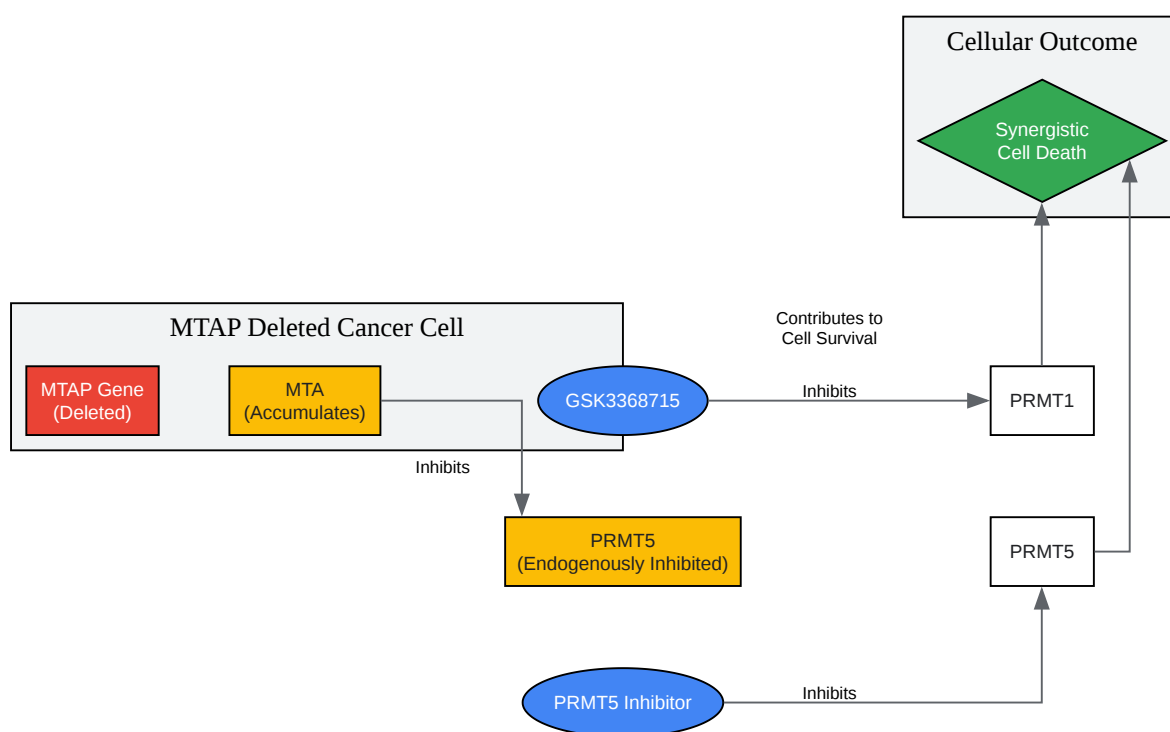 Cellular Outcome
Synergistic
Cell Death
MTAP Deleted Cancer Cell
Contributes to
Cell Survival
MTAP Gene
(Deleted)
MTA
(Accumulates)
GSK3368715
Inhibits
PRMT1
Inhibits
PRMT5
(Endogenously Inhibited)
PRMT5
PRMT5 Inhibitor
Inhibits